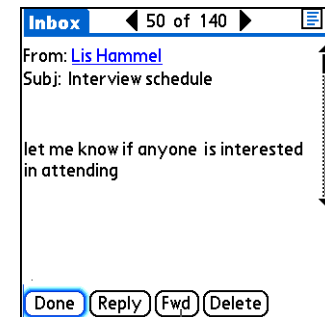 Inbox 50 of 140
From: Lis Hammel
Subj: Interview schedule
let me know if anyone is interested
in attending
Done Reply Fwd Delete